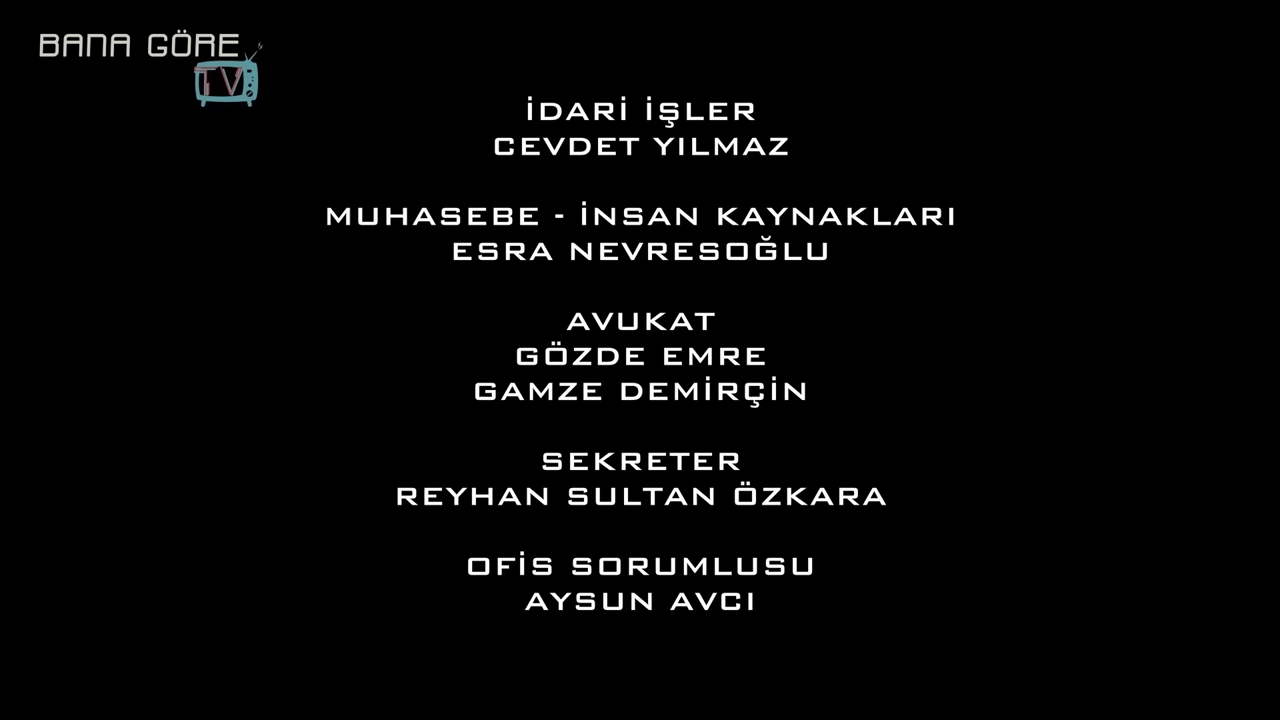 BANA GÖRE
TV
İDARİ İŞLER
CEVDET YILMAZ
MUHASEBE - İNSAN KAYNAKLARI
ESRA NEVRESOĞLU
AVUKAT
GÖZDE EMRE
GAMZE DEMİRÇİN
SEKRETER
REYHAN SULTAN ÖZKARA
OFİS SORUMLUSU
AYSUN AVCI